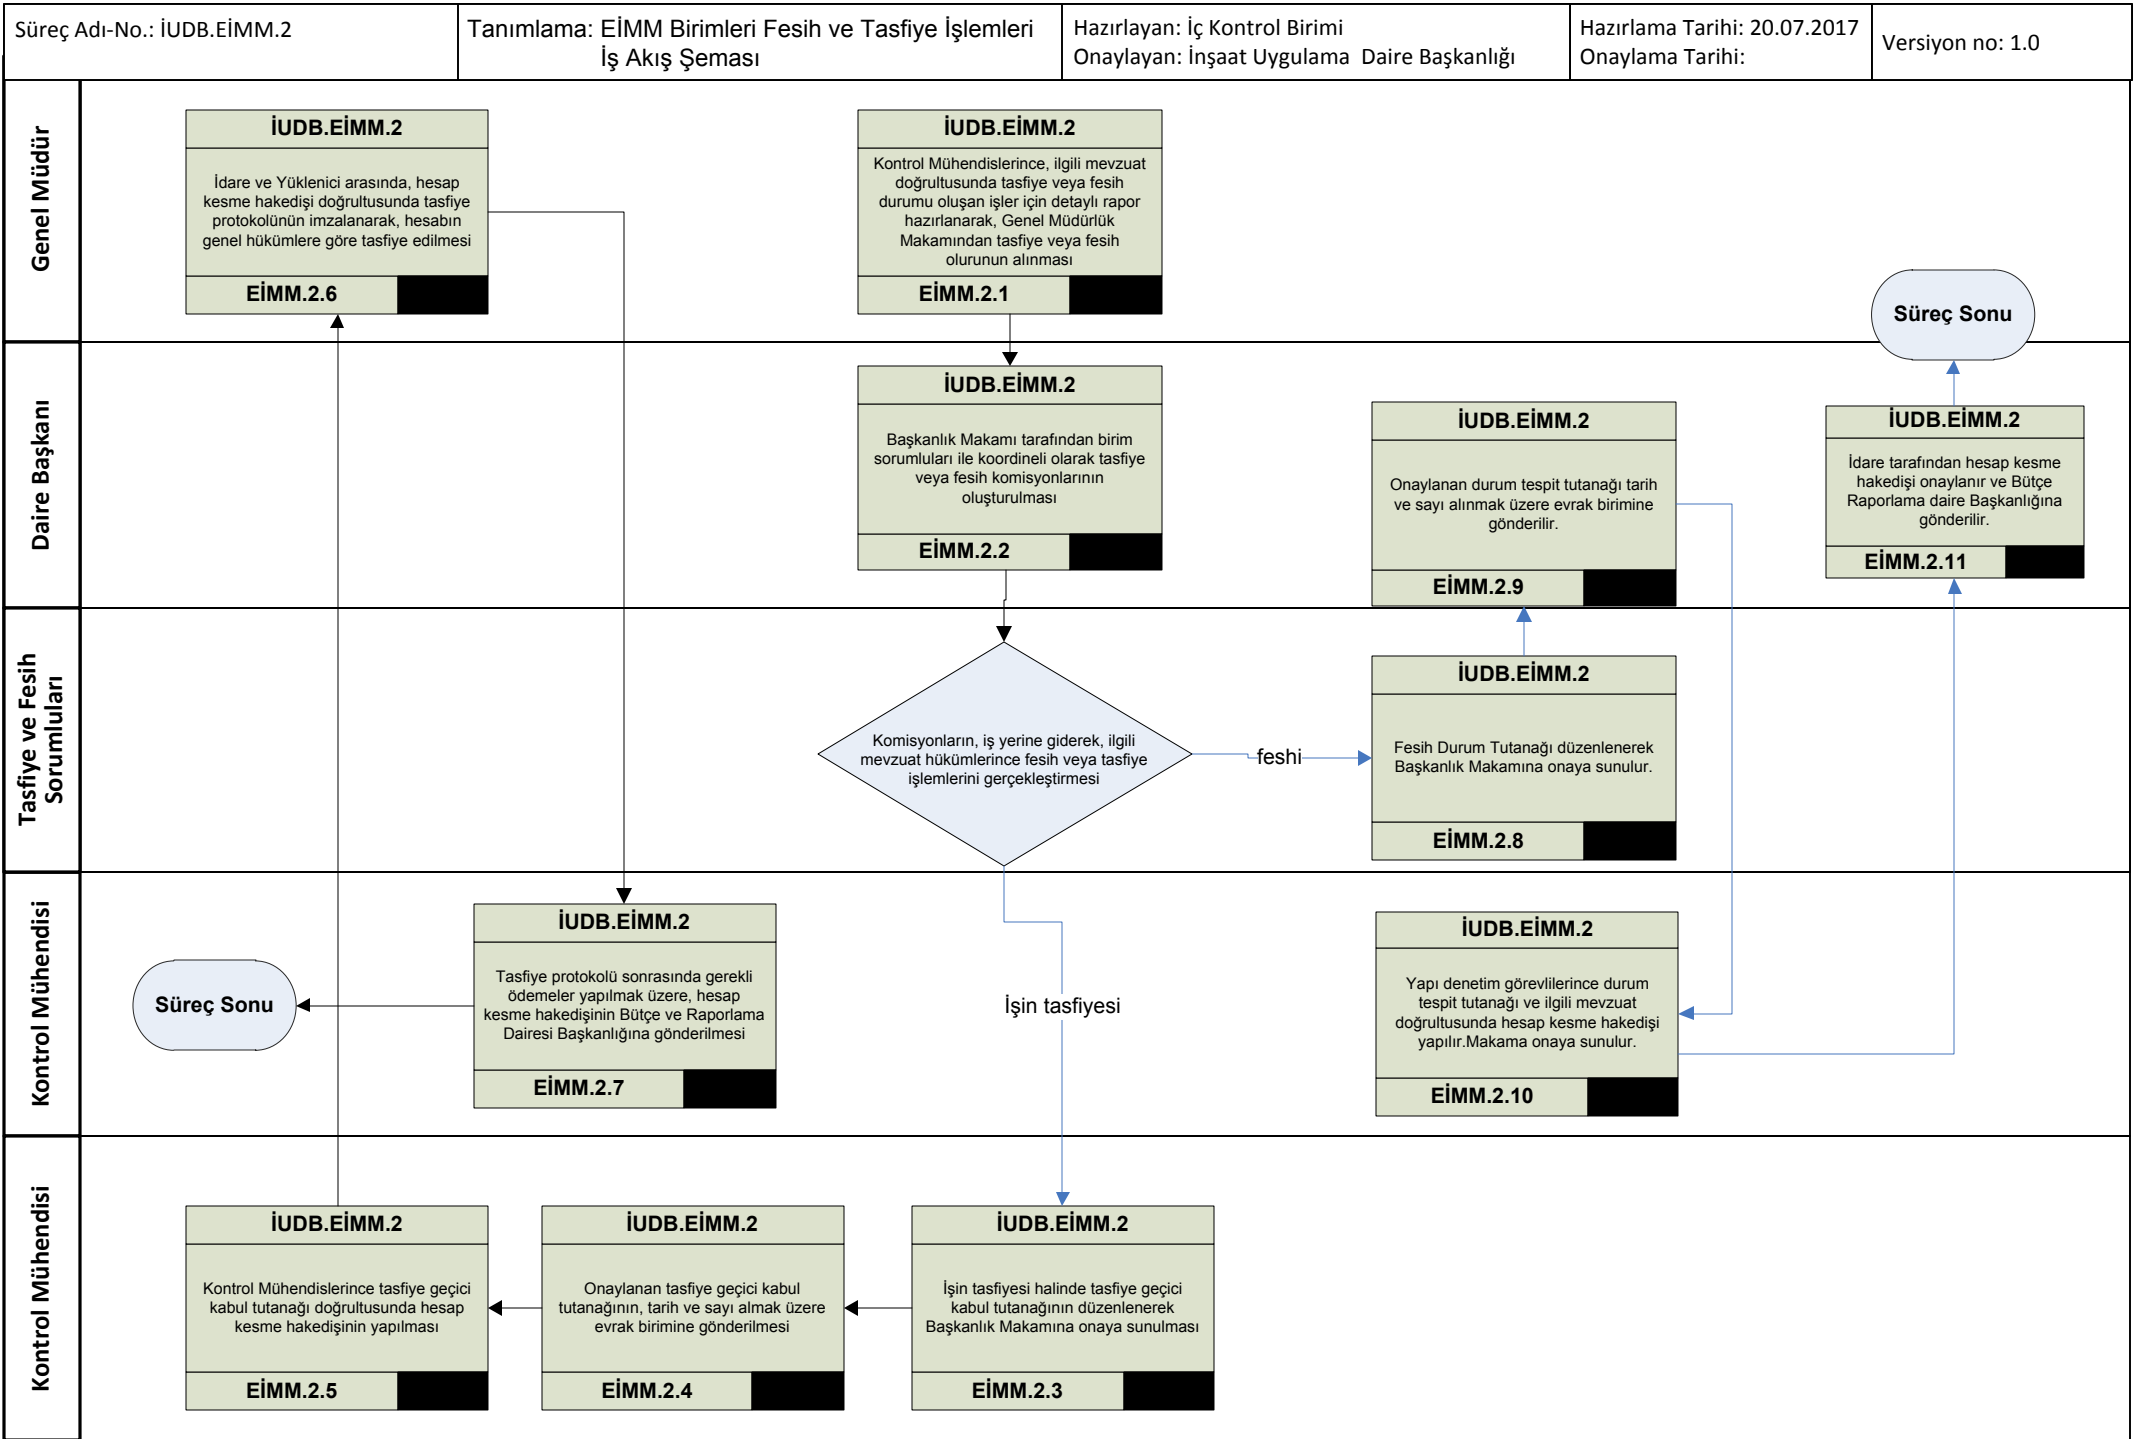 Süreç Adı-No.: İUDB.EİMM.2
Tanımlama: EİMM Birimleri Fesih ve Tasfiye İşlemleri
İş Akış Şeması
Hazırlayan: İç Kontrol Birimi
Onaylayan: İnşaat Uygulama  Daire Başkanlığı
Hazırlama Tarihi: 20.07.2017
Onaylama Tarihi:
Versiyon no: 1.0
Genel Müdür
İUDB.EİMM.2
İdare ve Yüklenici arasında, hesap
kesme hakedişi doğrultusunda tasfiye
protokolünün imzalanarak, hesabın
genel hükümlere göre tasfiye edilmesi
EİMM.2.6
İUDB.EİMM.2
Kontrol Mühendislerince, ilgili mevzuat
doğrultusunda tasfiye veya fesih
durumu oluşan işler için detaylı rapor
hazırlanarak, Genel Müdürlük
Makamından tasfiye veya fesih
olurunun alınması
EİMM.2.1
Süreç Sonu
Daire Başkanı
İUDB.EİMM.2
Başkanlık Makamı tarafından birim
sorumluları ile koordineli olarak tasfiye
veya fesih komisyonlarının
oluşturulması
EİMM.2.2
İUDB.EİMM.2
Onaylanan durum tespit tutanağı tarih
ve sayı alınmak üzere evrak birimine
gönderilir.
EİMM.2.9
İUDB.EİMM.2
İdare tarafından hesap kesme
hakedişi onaylanır ve Bütçe
Raporlama daire Başkanlığına
gönderilir.
EİMM.2.11
Tasfiye ve Fesih
Sorumluları
Komisyonların, iş yerine giderek, ilgili
mevzuat hükümlerince fesih veya tasfiye
işlemlerini gerçekleştirmesi
feshi
İUDB.EİMM.2
Fesih Durum Tutanağı düzenlenerek
Başkanlık Makamına onaya sunulur.
EİMM.2.8
Kontrol Mühendisi
Süreç Sonu
İUDB.EİMM.2
Tasfiye protokolü sonrasında gerekli
ödemeler yapılmak üzere, hesap
kesme hakedişinin Bütçe ve Raporlama
Dairesi Başkanlığına gönderilmesi
EİMM.2.7
İşin tasfiyesi
İUDB.EİMM.2
Yapı denetim görevlilerince durum
tespit tutanağı ve ilgili mevzuat
doğrultusunda hesap kesme hakedişi
yapılır.Makama onaya sunulur.
EİMM.2.10
Kontrol Mühendisi
İUDB.EİMM.2
Kontrol Mühendislerince tasfiye geçici
kabul tutanağı doğrultusunda hesap
kesme hakedişinin yapılması
EİMM.2.5
İUDB.EİMM.2
Onaylanan tasfiye geçici kabul
tutanağının, tarih ve sayı almak üzere
evrak birimine gönderilmesi
EİMM.2.4
İUDB.EİMM.2
İşin tasfiyesi halinde tasfiye geçici
kabul tutanağının düzenlenerek
Başkanlık Makamına onaya sunulması
EİMM.2.3